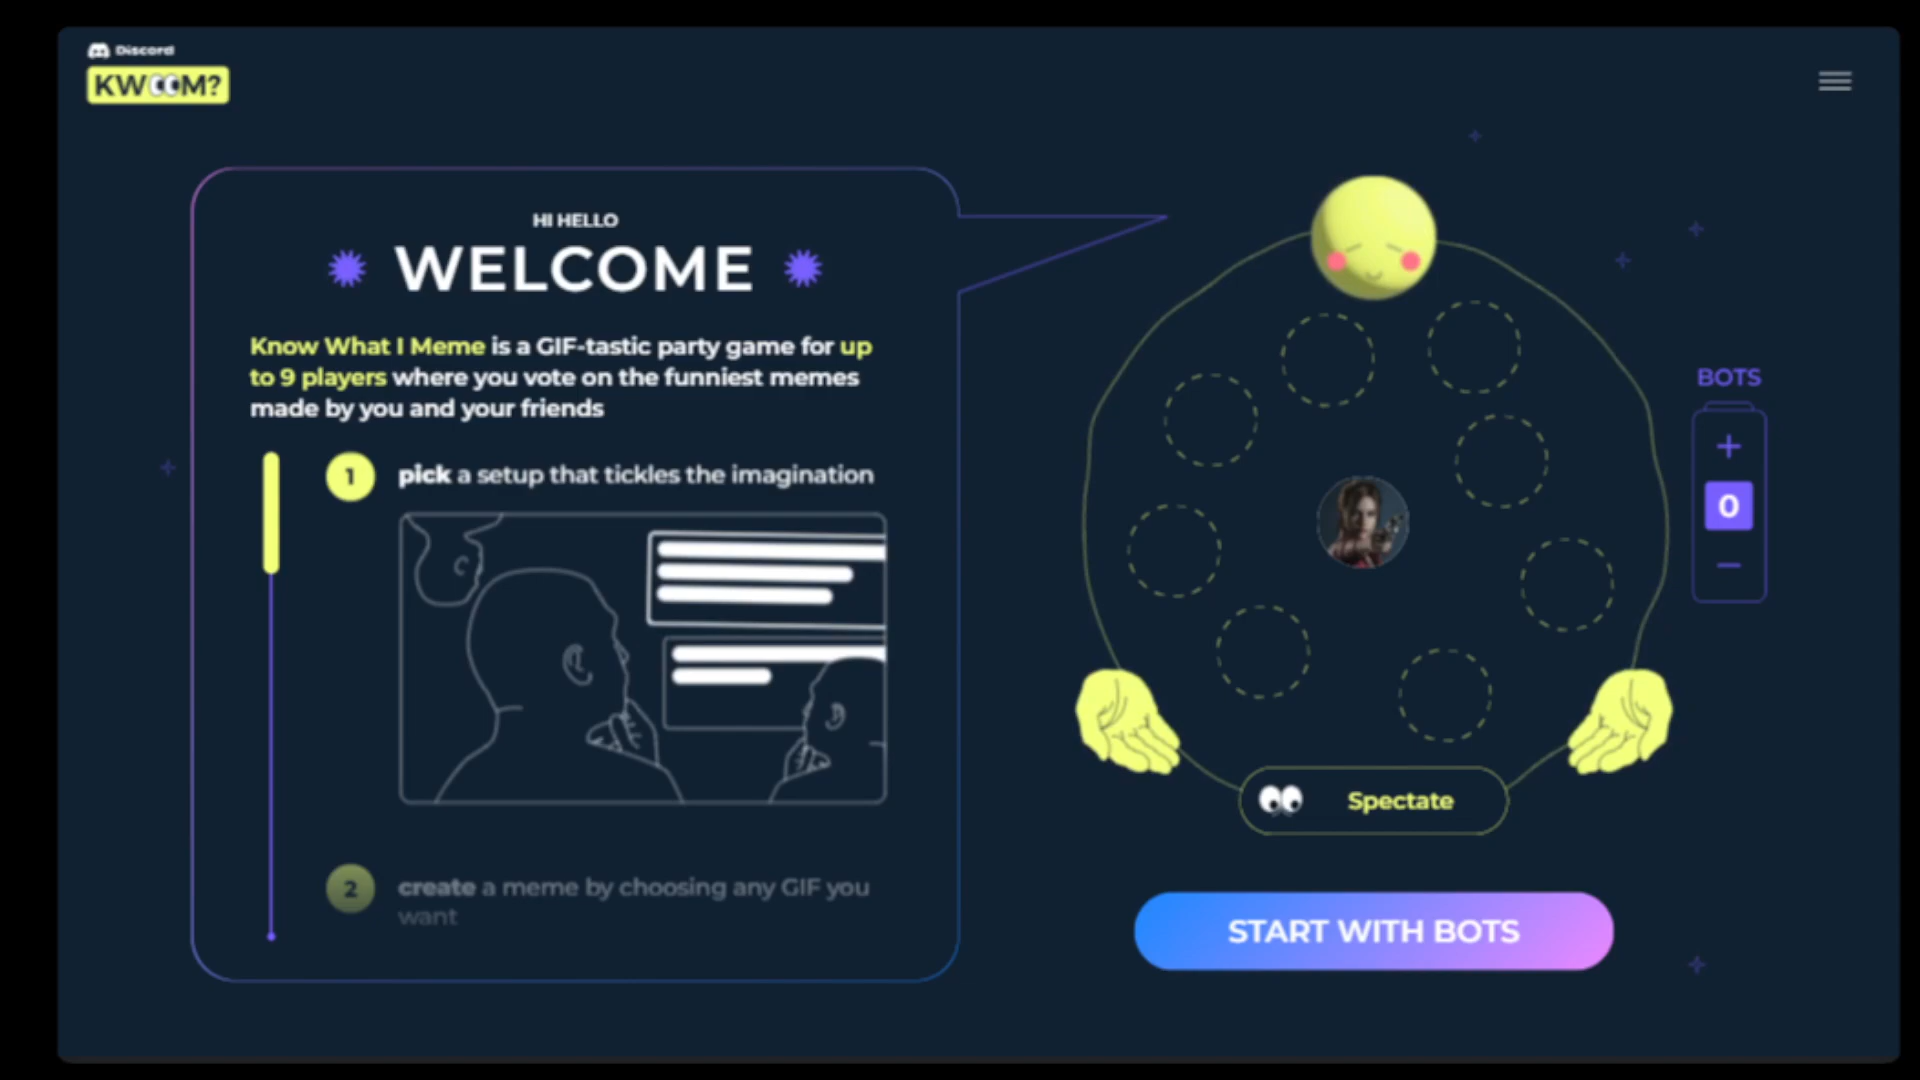 Discord
KWOOM?
HI HELLO
WELCOME
Know What I Meme is a GIF-tastic party game for up
to 9 players where you vote on the funniest memes
made by you and your friends
1
pick a setup that tickles the imagination
2
create a meme by choosing any GIF you
want
BOTS
+
0
−
Spectate
START WITH BOTS